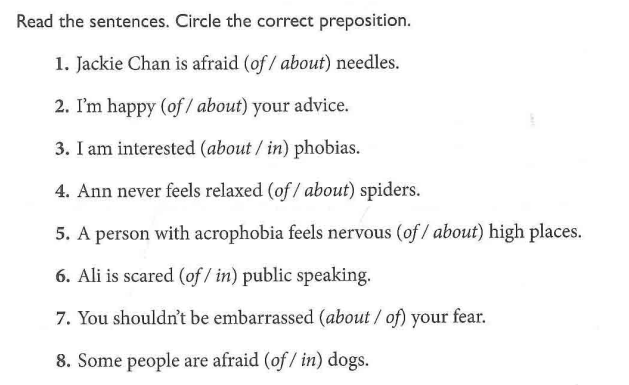 Read the sentences. Circle the correct preposition.
1. Jackie Chan is afraid (of / about) needles.
2. I'm happy (of / about) your advice.
3. I am interested (about / in) phobias.
4. Ann never feels relaxed (of / about) spiders.
5. A person with acrophobia feels nervous (of / about) high places.
6. Ali is scared (of / in) public speaking.
7. You shouldn't be embarrassed (about / of) your fear.
8. Some people are afraid (of / in) dogs.